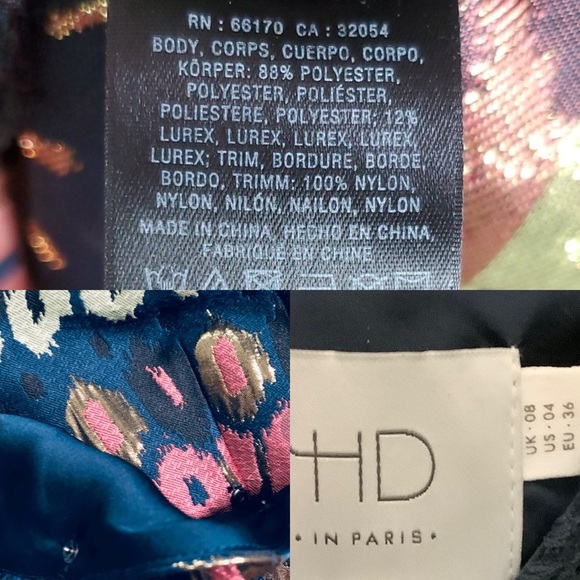 RN : 66170 CA : 32054
BODY, CORPS, CUERPO, CORPO,
KÖRPER: 88% POLYESTER,
POLYESTER, POLIÉSTER,
POLIESTERE, POLYESTER: 12%
LUREX, LUREX, LUREX, LUREX,
LUREX; TRIM, BORDURE, BORDE,
BORDO, TRIMM: 100% NYLON,
NYLON, NILÓN, NAILON, NYLON
MADE IN CHINA, HECHO EN CHINA,
FABRIQUE EN CHINE
HD
• IN PARIS •
UK · 08
US · 04
EU · 36